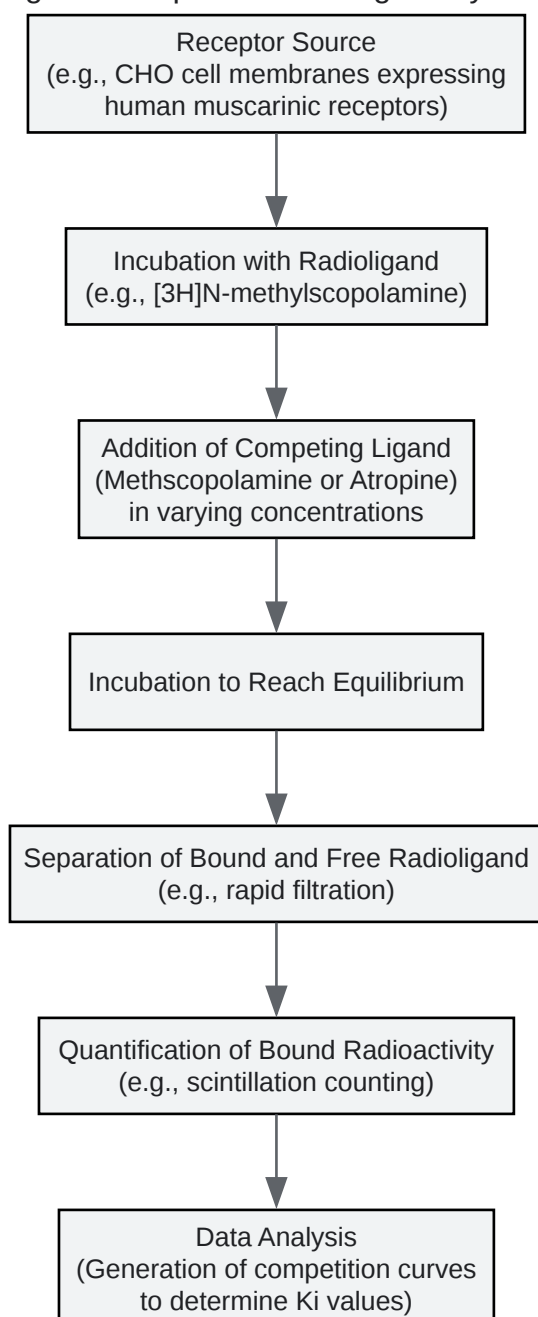 Receptor Source
(e.g., CHO cell membranes expressing
human muscarinic receptors)
Incubation with Radioligand
(e.g., [3H]N-methylscopolamine)
Addition of Competing Ligand
(Methscopolamine or Atropine)
in varying concentrations
Incubation to Reach Equilibrium
Separation of Bound and Free Radioligand
(e.g., rapid filtration)
Quantification of Bound Radioactivity
(e.g., scintillation counting)
Data Analysis
(Generation of competition curves
to determine Ki values)